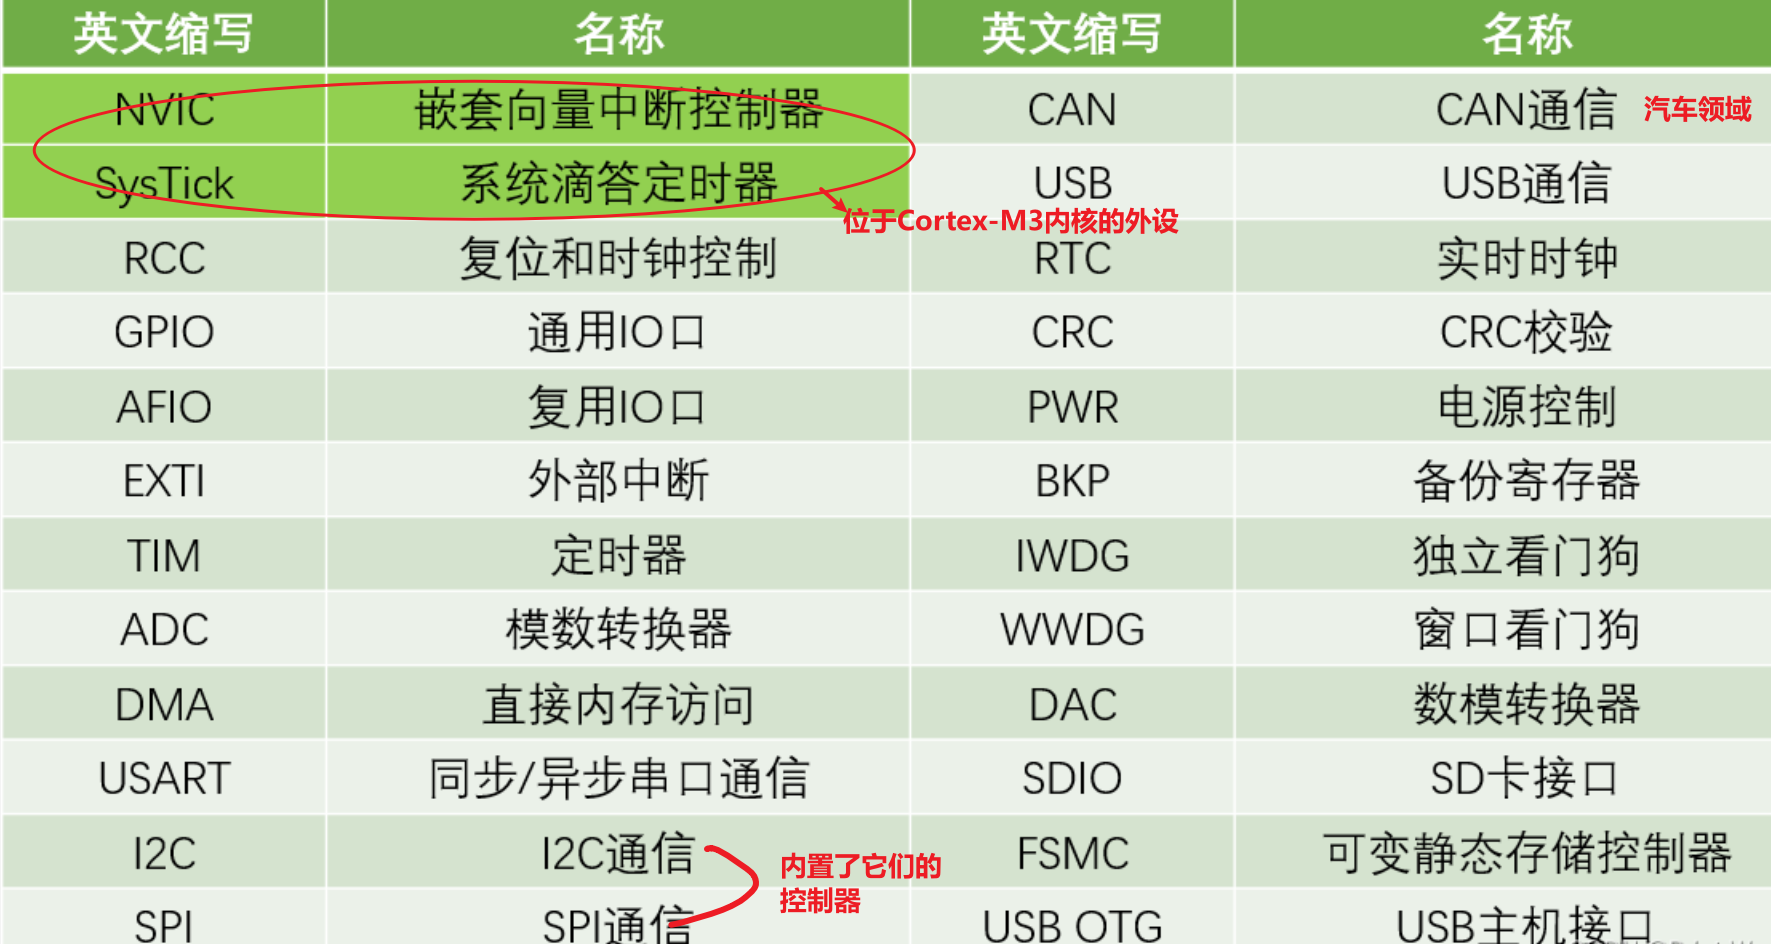 英文缩写 名称 英文缩写 名称
NVIC 嵌套向量中断控制器 CAN CAN通信 汽车领域
SysTick 系统滴答定时器 USB USB通信
位于Cortex-M3内核的外设
RCC 复位和时钟控制 RTC 实时时钟
GPIO 通用IO口 CRC CRC校验
AFIO 复用IO口 PWR 电源控制
EXTI 外部中断 BKP 备份寄存器
TIM 定时器 IWDG 独立看门狗
ADC 模数转换器 WWDG 窗口看门狗
DMA 直接内存访问 DAC 数模转换器
USART 同步/异步串口通信 SDIO SD卡接口
I2C I2C通信 FSMC 可变静态存储控制器
内置了它们的
控制器
SPI SPI通信 USB OTG USB主机接口